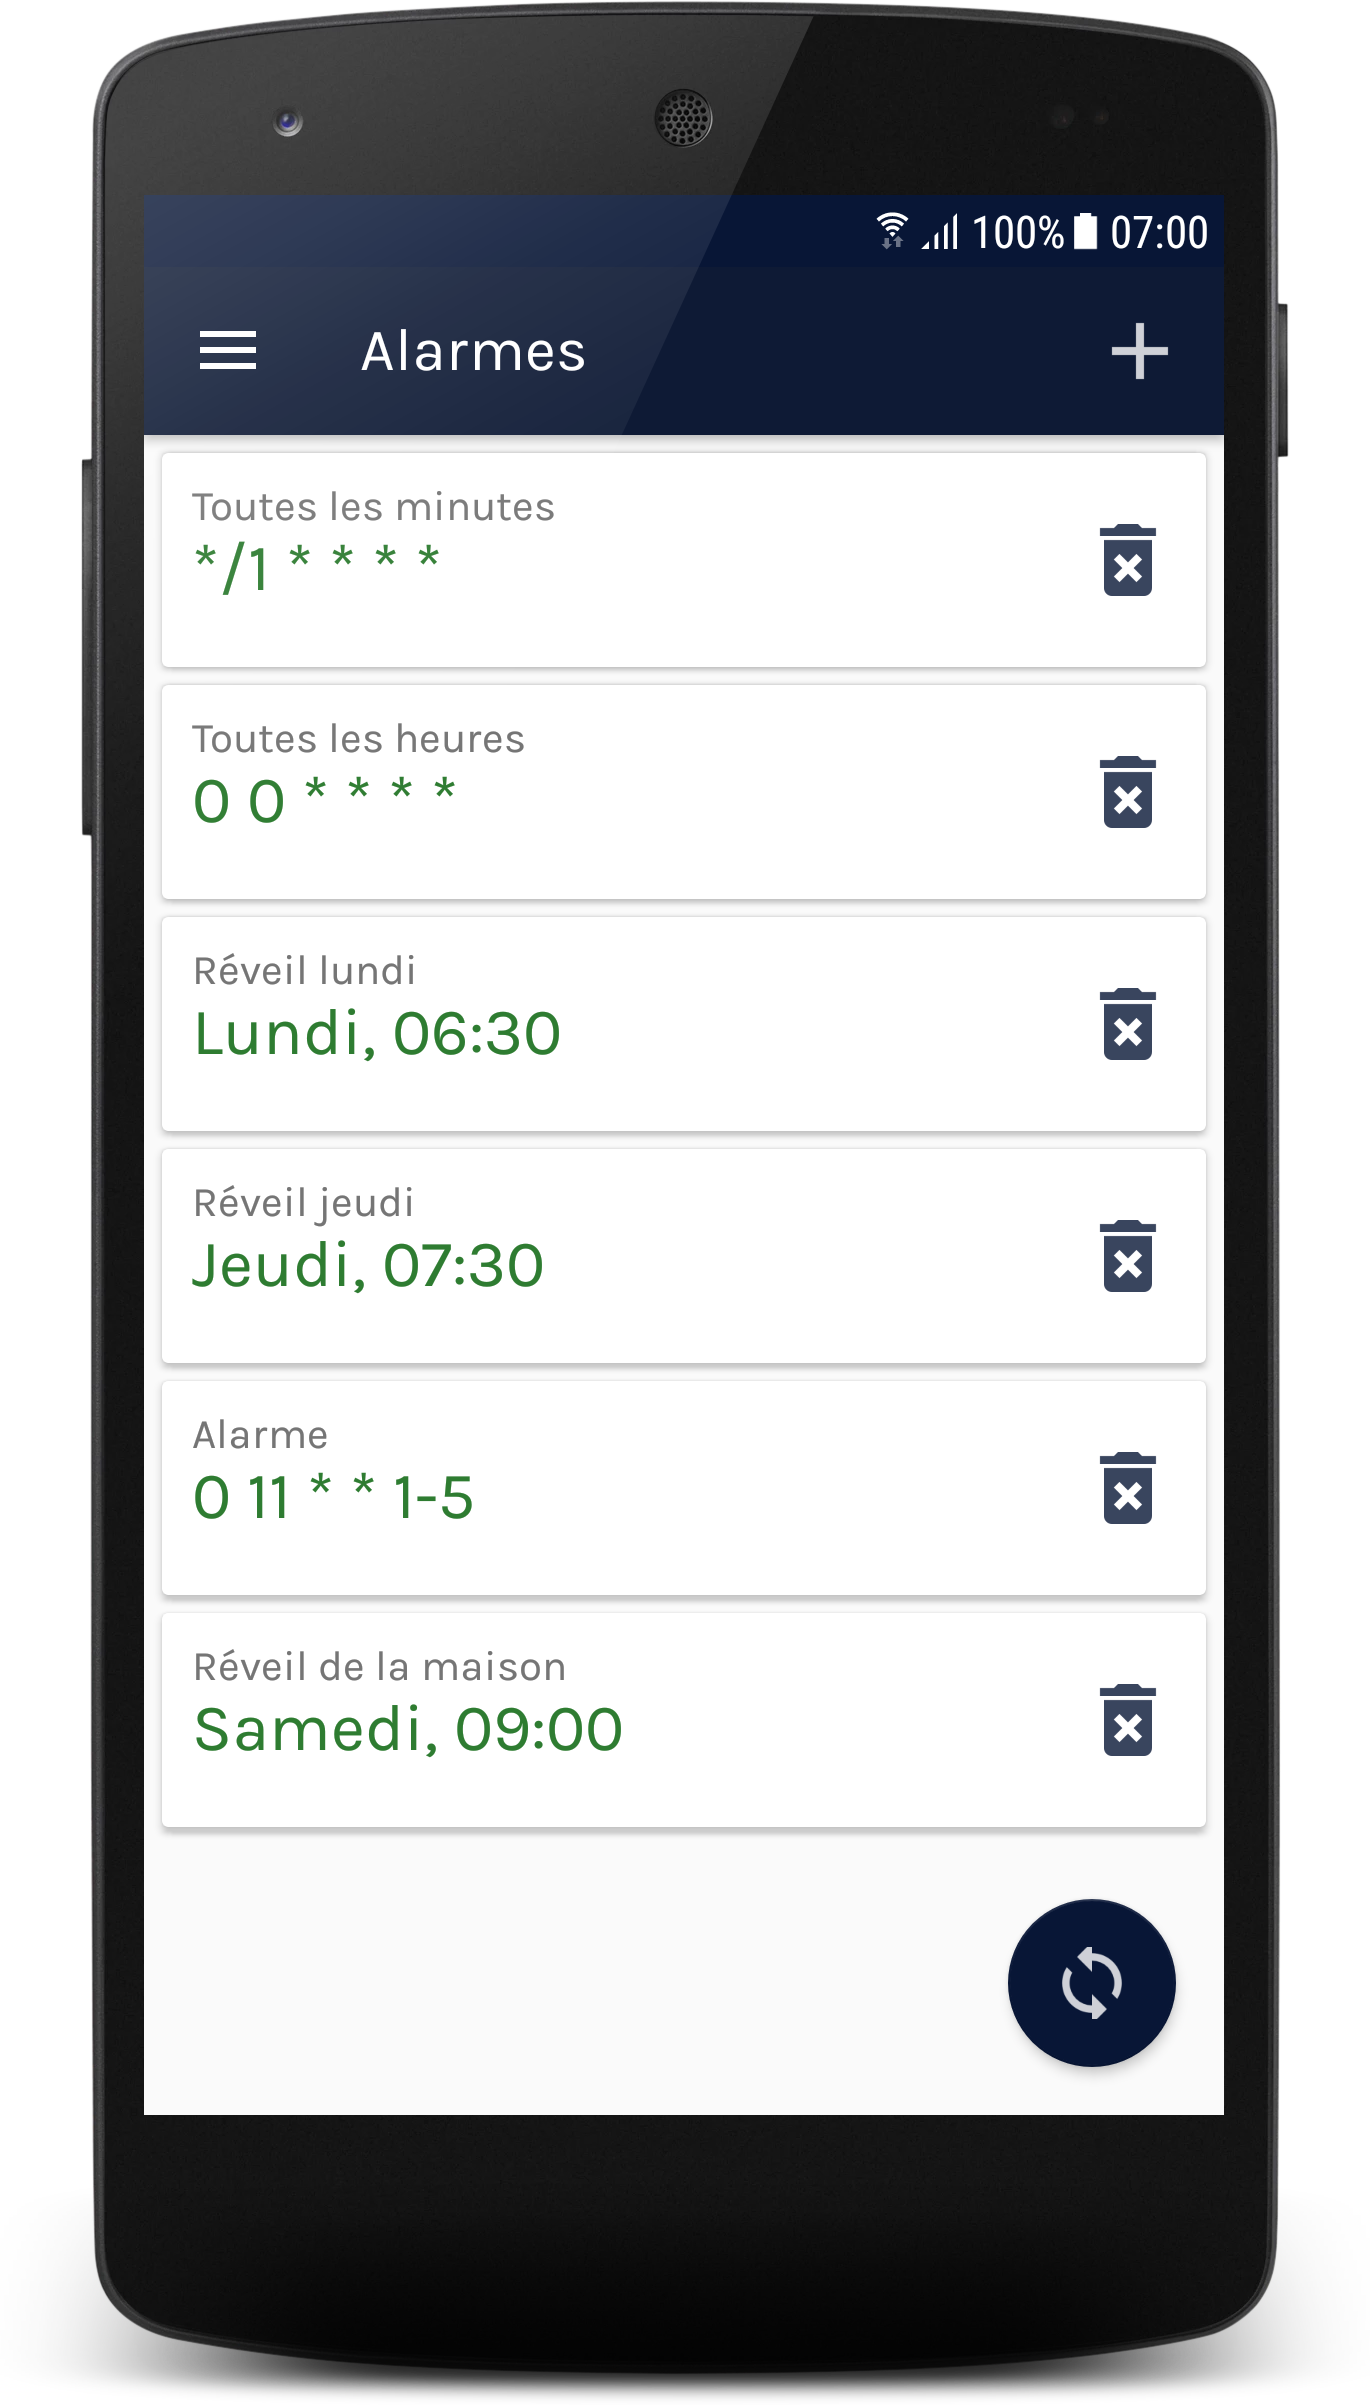 100% 07:00
Alarmes
Toutes les minutes
*/1 * * * *
Toutes les heures
0 0 * * * *
Réveil lundi
Lundi, 06:30
Réveil jeudi
Jeudi, 07:30
Alarme
0 11 * * 1-5
Réveil de la maison
Samedi, 09:00